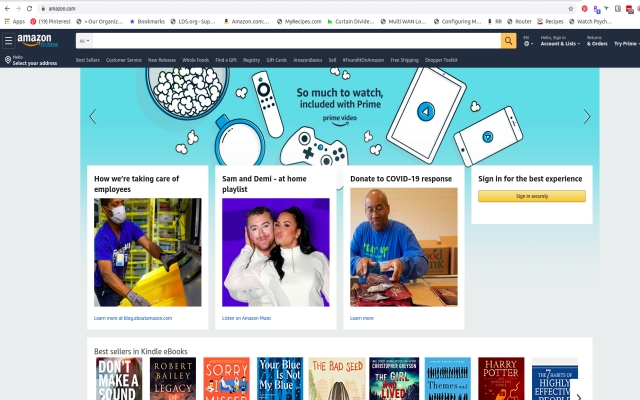 amazon.com
Apps
(19) Pinterest
» Our Organiz...
Bookmarks
LDS.org - Sup...
Amazon.com:...
MyRecipes.com
Curtain Divide...
Multi WAN Lo...
Configuring M...
RR
Router
Recipes
Watch Psych...
amazon
Try Prime
All
EN
Hello, Sign in
Account & Lists
Returns
& Orders
Try Prime
Hello
Select your address
Best Sellers
Customer Service
New Releases
Whole Foods
Find a Gift
Registry
Gift Cards
AmazonBasics
Sell
#FoundItOnAmazon
Free Shipping
Shopper Toolkit
So much to watch,
included with Prime
prime video
How we're taking care of
employees
Learn more at blog.aboutamazon.com
Sam and Demi - at home
playlist
Listen on Amazon Music
Donate to COVID-19 response
Learn more
Sign in for the best experience
Sign in securely
Best sellers in Kindle eBooks
DON'T
MAKE A
SOUND
ROBERT
BAILEY
LEGACY
OF
SORRY
I
MISSED
Your Blue
Is Not
My Blue
THE BAD SEED
CHRISTOPHER GREYSON
THE GIRL
WHO
LIVED
Themes and
HARRY
POTTER
7 HABITS OF
HIGHLY
EFFECTIVE
PEOPLE